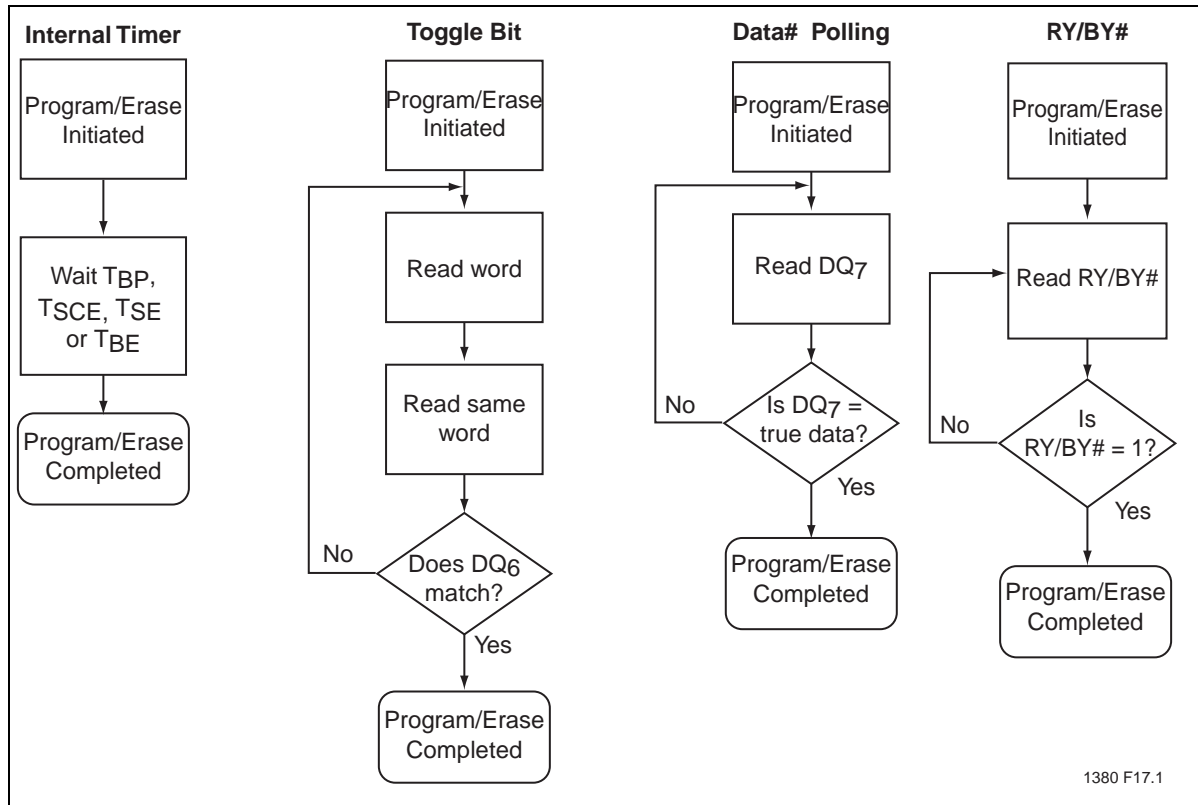 Internal Timer
Program/Erase
Initiated
Wait TBP,
TSCE, TSE
or TBE
Program/Erase
Completed
Toggle Bit
Program/Erase
Initiated
Read word
Read same
word
No
Does DQ6
match?
Yes
Program/Erase
Completed
Data# Polling
Program/Erase
Initiated
Read DQ7
No
Is DQ7 =
true data?
Yes
Program/Erase
Completed
RY/BY#
Program/Erase
Initiated
Read RY/BY#
No
Is
RY/BY# = 1?
Yes
Program/Erase
Completed
1380 F17.1